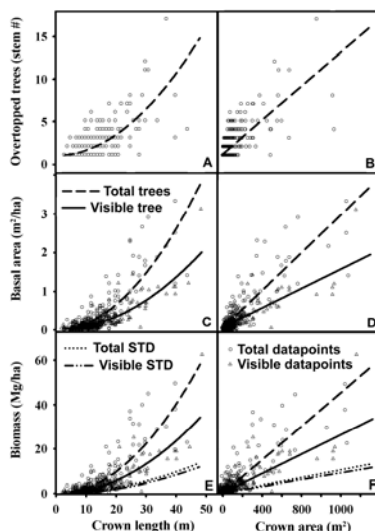 Overtopped trees (stem #)
15
10
5
0
A
B
Basal area (m²/ha)
3
2
1
0
Total trees
Visible tree
C
D
Biomass (Mg/ha)
60
40
20
0
Total STD
Visible STD
E
Total datapoints
Visible datapoints
F
0 10 20 30 40 50
Crown length (m)
0 400 600 800 1000
Crown area (m²)